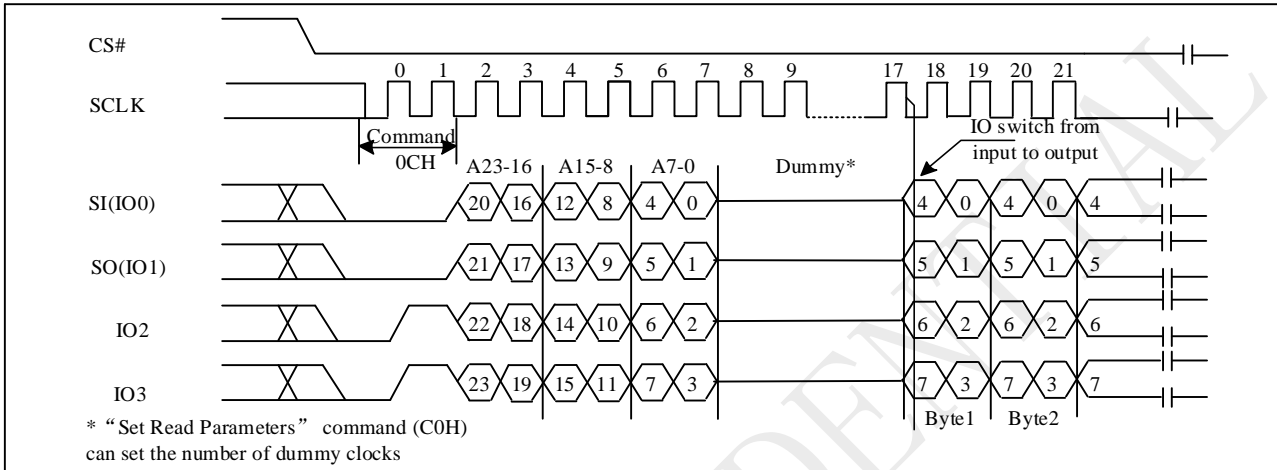 CS#
0 1 2 3 4 5 6 7 8 9 17 18 19 20 21
SCLK
Command
0CH
IO switch from
input to output
A23-16 A15-8 A7-0 Dummy*
SI(IO0) 20 16 12 8 4 0 4 0 4 0 4
SO(IO1) 21 17 13 9 5 1 5 1 5 1 5
IO2 22 18 14 10 6 2 6 2 6 2 6
IO3 23 19 15 11 7 3 7 3 7 3 7
Byte1 Byte2
* “Set Read Parameters” command (C0H)
can set the number of dummy clocks